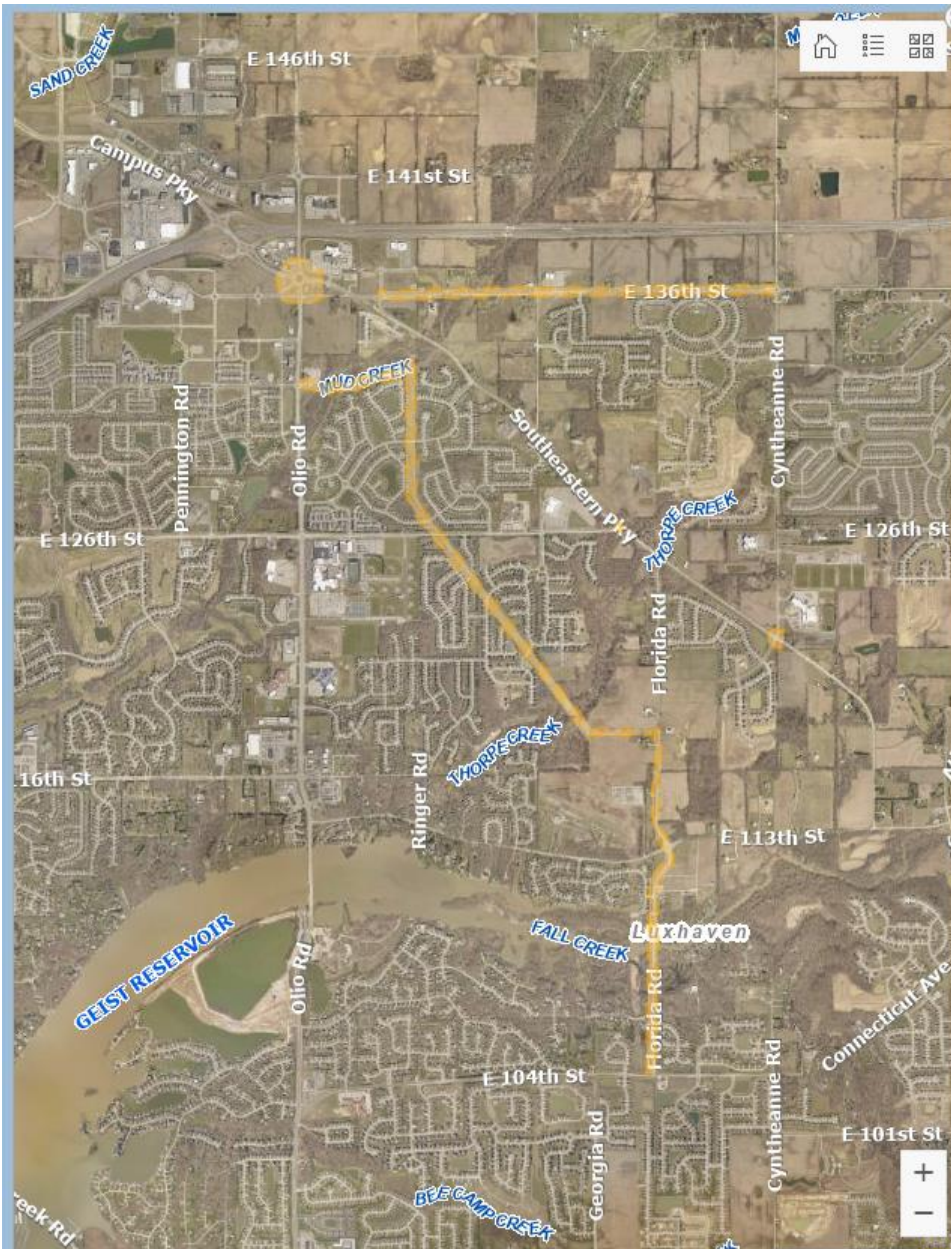 SAND CREEK
E 146th St
Campus Pky
E 141st St
E 136th St
MUD CREEK
Pennington Rd
Olio Rd
Southeastern Pky
Cyntheanne Rd
THORPE CREEK
E 126th St
E 126th St
Florida Rd
THORPE CREEK
Ringer Rd
16th St
E 113th St
GEIST RESERVOIR
FALL CREEK
Luxhaven
Olio Rd
Florida Rd
Connecticut Ave
E 104th St
Cyntheanne Rd
Georgia Rd
E 101st St
reek Rd
BEE CAMP CREEK
+
−